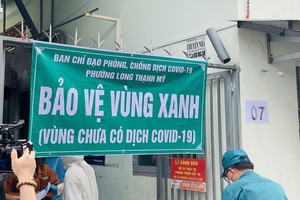 BAN CHỈ ĐẠO PHÒNG, CHỐNG DỊCH COVID-19
PHƯỜNG LONG THẠNH MỸ
BẢO VỆ VÙNG XANH
(VÙNG CHƯA CÓ DỊCH COVID-19)
07